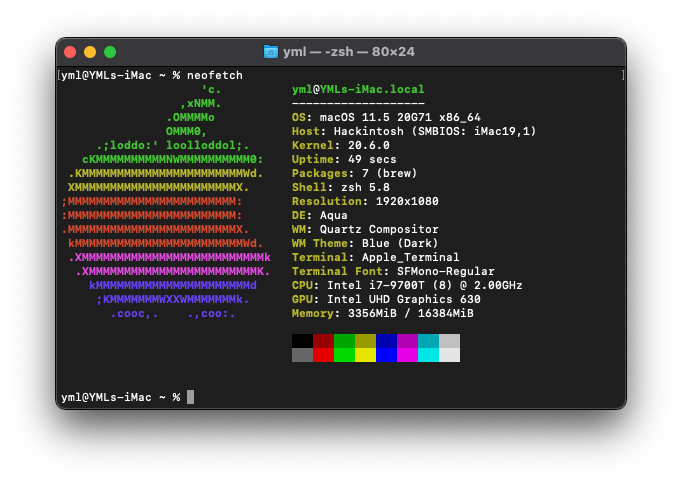 yml — -zsh — 80×24
yml@YMLs-iMac ~ % neofetch
'c.
,xNMM.
.OMMMMo
OMMM0,
.;loddo:' loolloddol;.
cKMMMMMMMMMMNWMMMMMMMMMM0:
.KMMMMMMMMMMMMMMMMMMMMMMMWd.
XMMMMMMMMMMMMMMMMMMMMMMMX.
;MMMMMMMMMMMMMMMMMMMMMMMM:
:MMMMMMMMMMMMMMMMMMMMMMMM:
.MMMMMMMMMMMMMMMMMMMMMMMMX.
kMMMMMMMMMMMMMMMMMMMMMMMMWd.
.XMMMMMMMMMMMMMMMMMMMMMMMMMMk
.XMMMMMMMMMMMMMMMMMMMMMMMMK.
kMMMMMMMMMMMMMMMMMMMMMMd
;KMMMMMMMWXXWMMMMMMMk.
.cooc,. .,coo:.
yml@YMLs-iMac.local
-------------------
OS: macOS 11.5 20G71 x86_64
Host: Hackintosh (SMBIOS: iMac19,1)
Kernel: 20.6.0
Uptime: 49 secs
Packages: 7 (brew)
Shell: zsh 5.8
Resolution: 1920x1080
DE: Aqua
WM: Quartz Compositor
WM Theme: Blue (Dark)
Terminal: Apple_Terminal
Terminal Font: SFMono-Regular
CPU: Intel i7-9700T (8) @ 2.00GHz
GPU: Intel UHD Graphics 630
Memory: 3356MiB / 16384MiB
yml@YMLs-iMac ~ %